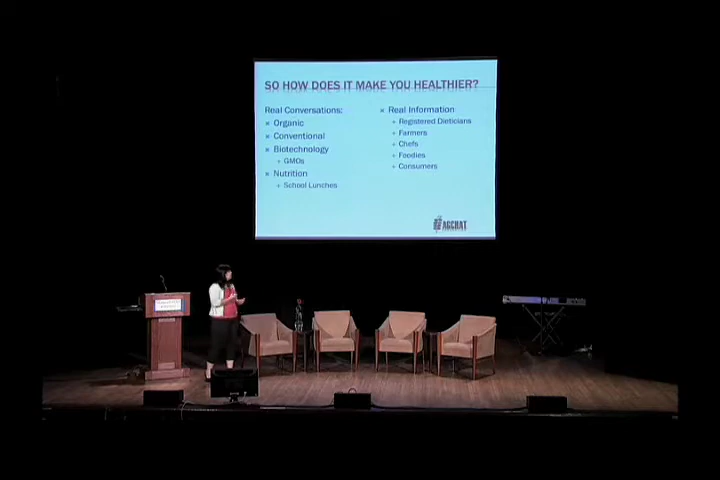 SO HOW DOES IT MAKE YOU HEALTHIER?
Real Conversations:
Organic
Conventional
Biotechnology
+ GMOs
Nutrition
+ School Lunches
Real Information
+ Registered Dieticians
+ Farmers
+ Chefs
+ Foodies
+ Consumers
AGCHAT